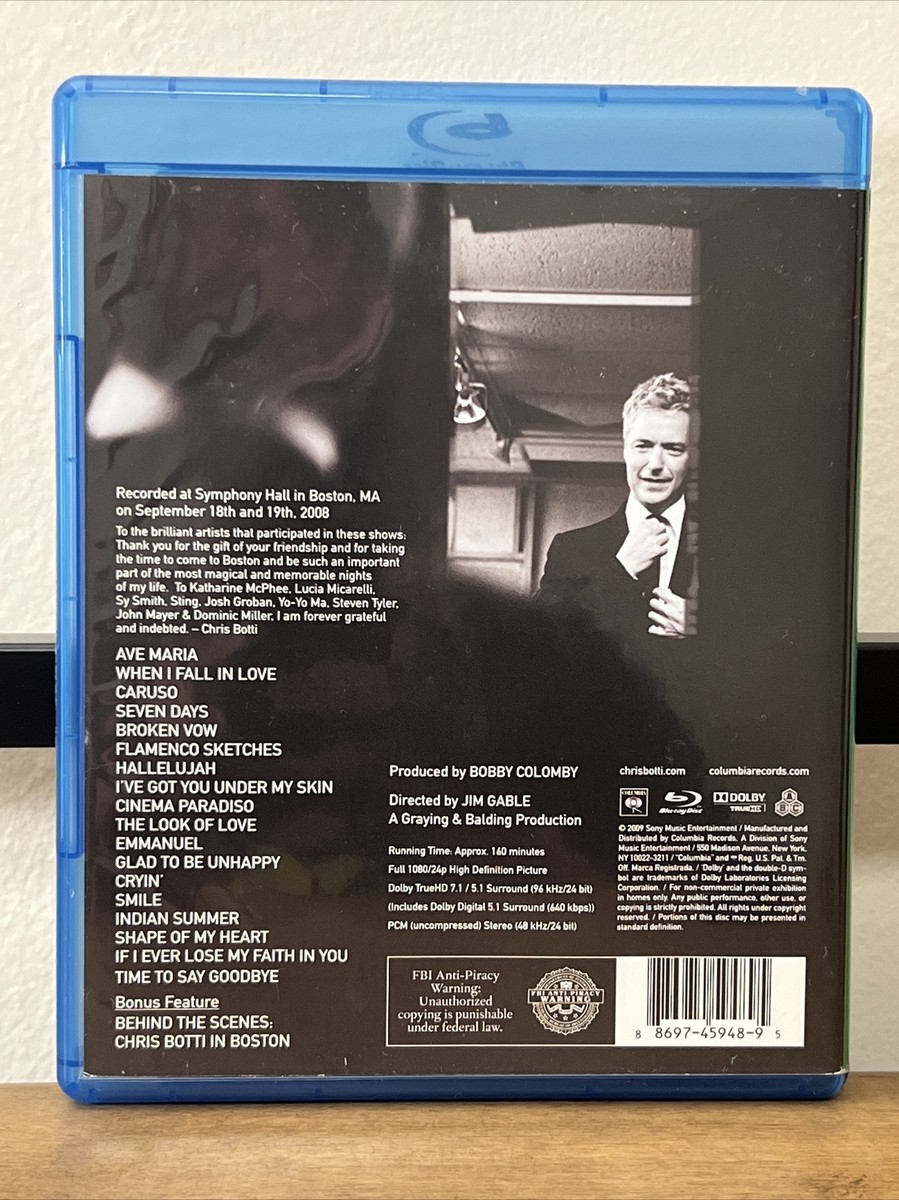 Recorded at Symphony Hall in Boston, MA
on September 18th and 19th, 2008
To the brilliant artists that participated in these shows:
Thank you for the gift of your friendship and for taking
the time to come to Boston and be such an important
part of the most magical and memorable nights
of my life. To Katharine McPhee, Lucia Micarelli,
Sy Smith, Sting, Josh Groban, Yo-Yo Ma, Steven Tyler,
John Mayer & Dominic Miller, I am forever grateful
and indebted. – Chris Botti
AVE MARIA
WHEN I FALL IN LOVE
CARUSO
SEVEN DAYS
BROKEN VOW
FLAMENCO SKETCHES
HALLELUJAH
I'VE GOT YOU UNDER MY SKIN
CINEMA PARADISO
THE LOOK OF LOVE
EMMANUEL
GLAD TO BE UNHAPPY
CRYIN'
SMILE
INDIAN SUMMER
SHAPE OF MY HEART
IF I EVER LOSE MY FAITH IN YOU
TIME TO SAY GOODBYE
Bonus Feature
BEHIND THE SCENES:
CHRIS BOTTI IN BOSTON
Produced by BOBBY COLOMBY
Directed by JIM GABLE
A Graying & Balding Production
Running Time: Approx. 160 minutes
Full 1080/24p High Definition Picture
Dolby TrueHD 7.1 / 5.1 Surround (96 kHz/24 bit)
(Includes Dolby Digital 5.1 Surround (640 kbps))
PCM (uncompressed) Stereo (48 kHz/24 bit)
chrisbotti.com columbiarecords.com
COLUMBIA
Blu-ray Disc
DOLBY
TRUEHD
ABC
© 2009 Sony Music Entertainment / Manufactured and
Distributed by Columbia Records, A Division of Sony
Music Entertainment / 550 Madison Avenue, New York,
NY 10022-3211 / "Columbia" and Reg. U.S. Pat. & Tm.
Off. Marca Registrada. / 'Dolby' and the double-D sym-
bol are trademarks of Dolby Laboratories Licensing
Corporation. / For non-commercial private exhibition
in homes only. Any public performance, other use, or
copying is strictly prohibited. All rights under copyright
reserved. / Portions of this disc may be presented in
standard definition.
FBI Anti-Piracy
Warning:
Unauthorized
copying is punishable
under federal law.
FBI ANTI-PIRACY
WARNING
8 8697-45948-9 5